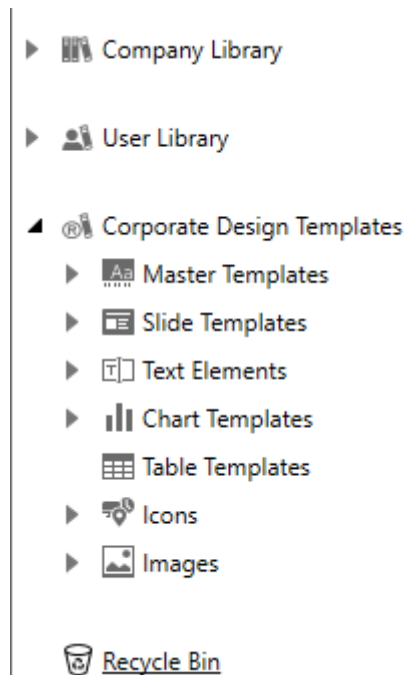 Company Library
User Library
Corporate Design Templates
Master Templates
Slide Templates
Text Elements
Chart Templates
Table Templates
Icons
Images
Recycle Bin